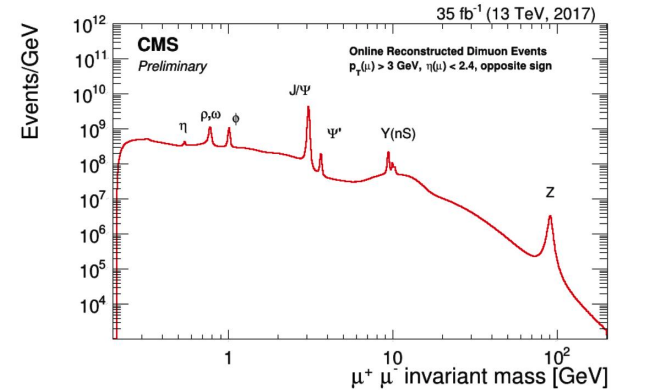 35 fb⁻¹ (13 TeV, 2017)
Events/GeV
10¹²
10¹¹
10¹⁰
10⁹
10⁸
10⁷
10⁶
10⁵
10⁴
CMS
Preliminary
Online Reconstructed Dimuon Events
p_T(μ) > 3 GeV, η(μ) < 2.4, opposite sign
η
ρ,ω
ϕ
J/Ψ
Ψ'
Υ(nS)
Z
1
10
10²
μ⁺ μ⁻ invariant mass [GeV]